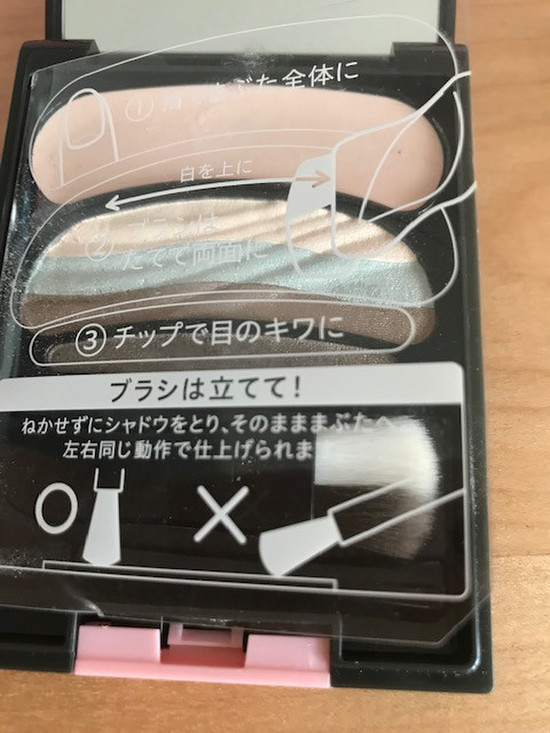 ① まぶた全体に
白を上に
② ブラシは
たてて両面に
③ チップで目のキワに
ブラシは立てて!
ねかせずにシャドウをとり、そのまままぶたへ
左右同じ動作で仕上げられま